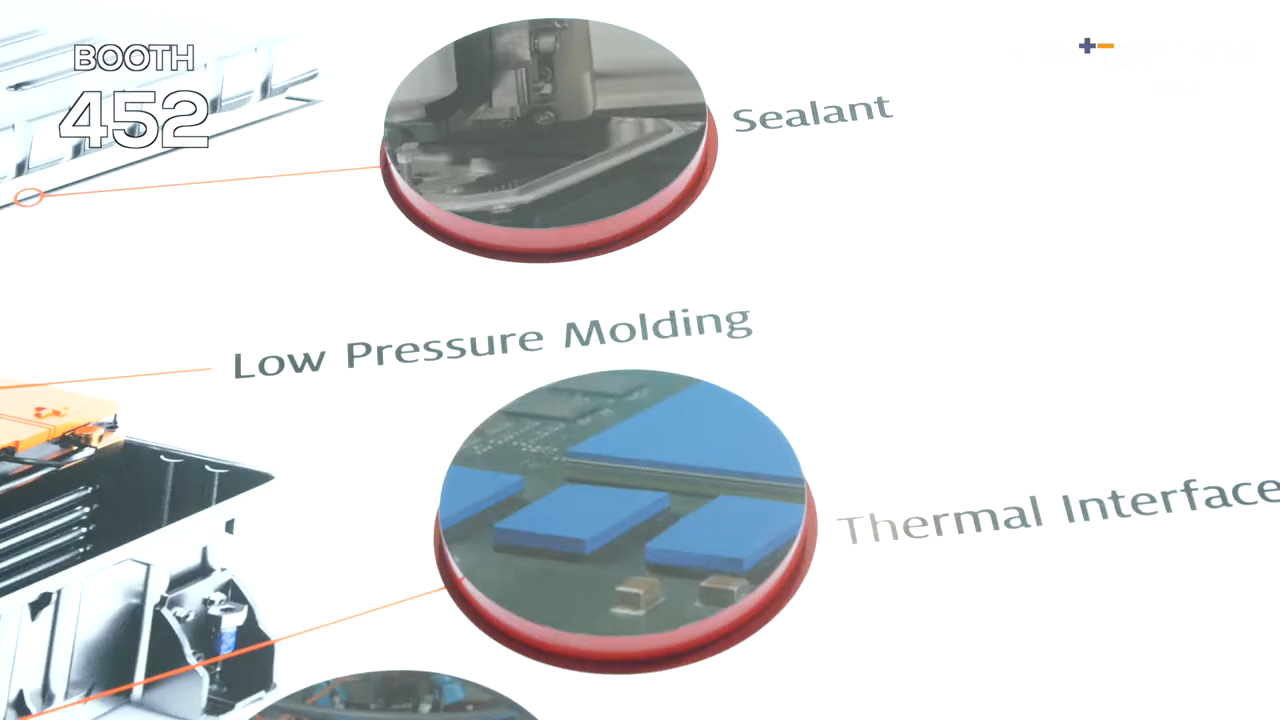 BOOTH
452
Sealant
Low Pressure Molding
Thermal Interface